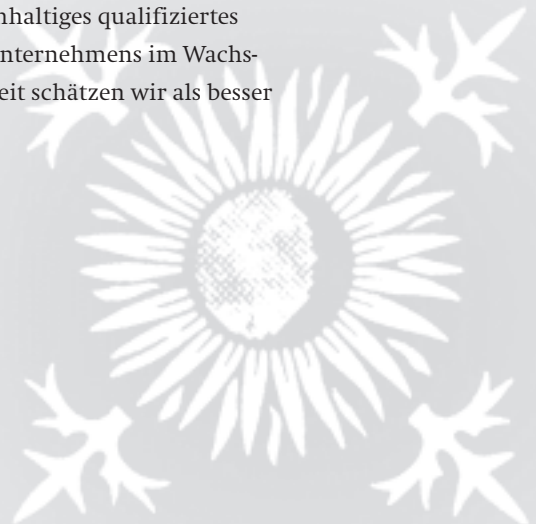 nhaltiges qualifiziertes
nternehmens im Wachs-
eit schätzen wir als besser